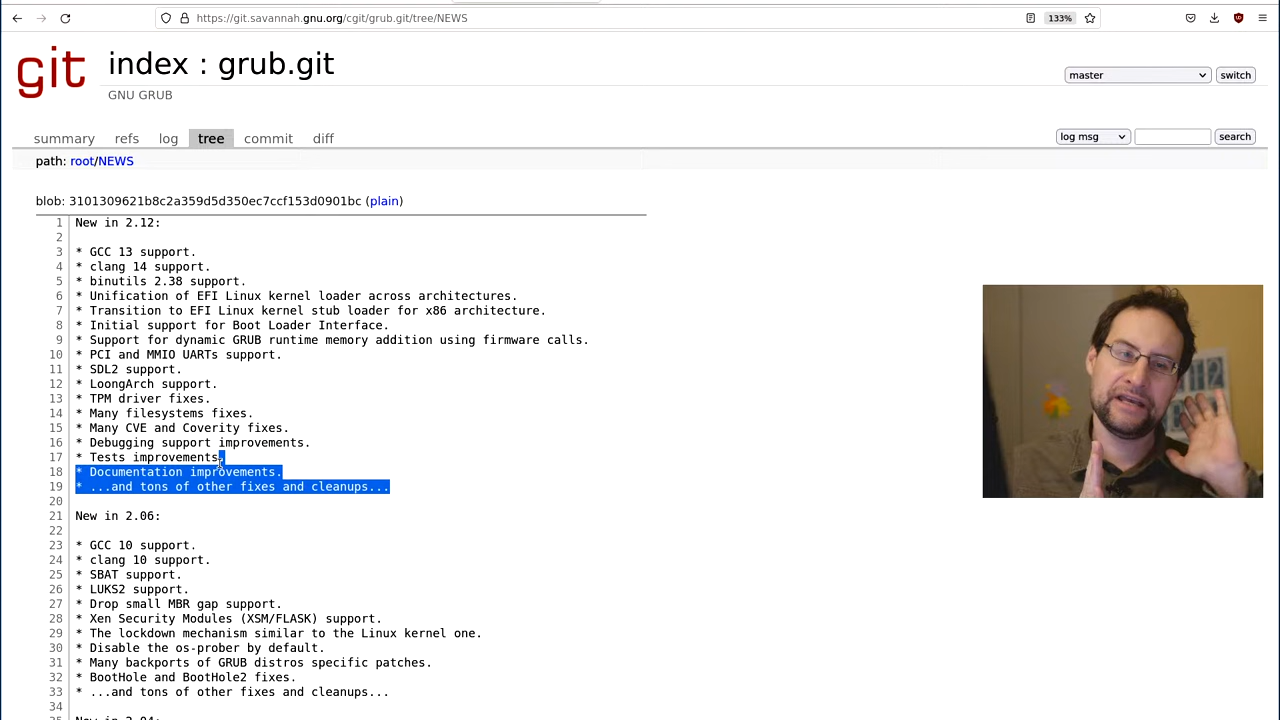 https://git.savannah.gnu.org/cgit/grub.git/tree/NEWS
133%
git
index : grub.git
GNU GRUB
master
switch
summary refs log tree commit diff
log msg
search
path: root/NEWS
blob: 3101309621b8c2a359d5d350ec7ccf153d0901bc (plain)
1 New in 2.12:
2
3 * GCC 13 support.
4 * clang 14 support.
5 * binutils 2.38 support.
6 * Unification of EFI Linux kernel loader across architectures.
7 * Transition to EFI Linux kernel stub loader for x86 architecture.
8 * Initial support for Boot Loader Interface.
9 * Support for dynamic GRUB runtime memory addition using firmware calls.
10 * PCI and MMIO UARTs support.
11 * SDL2 support.
12 * LoongArch support.
13 * TPM driver fixes.
14 * Many filesystems fixes.
15 * Many CVE and Coverity fixes.
16 * Debugging support improvements.
17 * Tests improvements.
18 * Documentation improvements.
19 * ...and tons of other fixes and cleanups...
20
21 New in 2.06:
22
23 * GCC 10 support.
24 * clang 10 support.
25 * SBAT support.
26 * LUKS2 support.
27 * Drop small MBR gap support.
28 * Xen Security Modules (XSM/FLASK) support.
29 * The lockdown mechanism similar to the Linux kernel one.
30 * Disable the os-prober by default.
31 * Many backports of GRUB distros specific patches.
32 * BootHole and BootHole2 fixes.
33 * ...and tons of other fixes and cleanups...
34
35 New in 2.04: